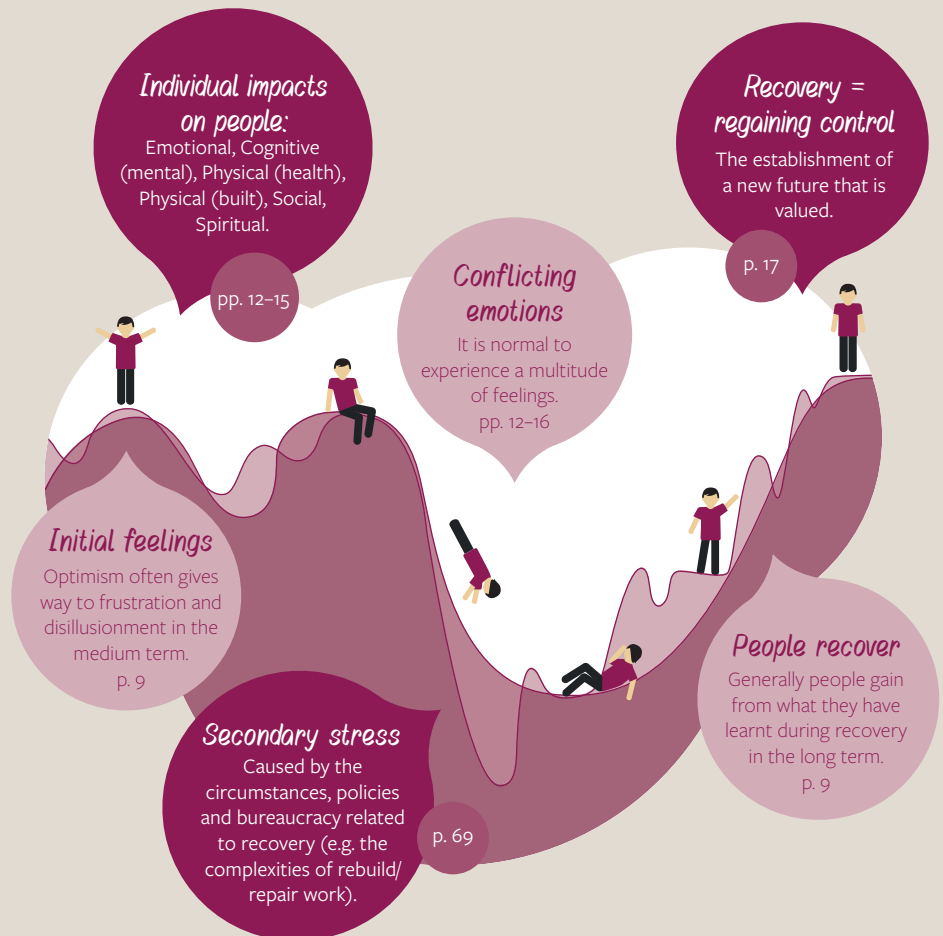 Individual impacts
on people:
Emotional, Cognitive
(mental), Physical (health),
Physical (built), Social,
Spiritual.
pp. 12–15
Recovery =
regaining control
The establishment of
a new future that is
valued.
p. 17
Conflicting
emotions
It is normal to
experience a multitude
of feelings.
pp. 12–16
Initial feelings
Optimism often gives
way to frustration and
disillusionment in the
medium term.
p. 9
People recover
Generally people gain
from what they have
learnt during recovery
in the long term.
p. 9
Secondary stress
Caused by the
circumstances, policies
and bureaucracy related
to recovery (e.g. the
complexities of rebuild/
repair work).
p. 69